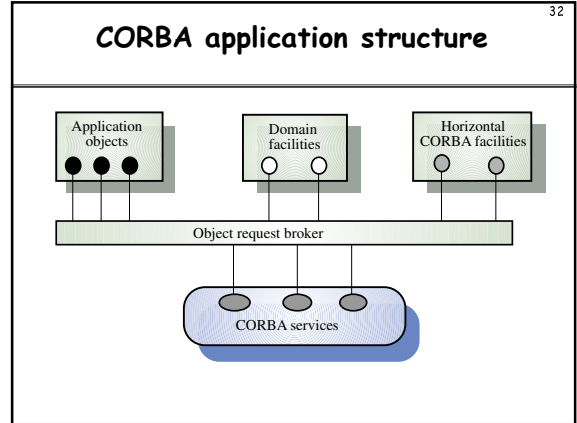 32
CORBA application structure
Application
objects
Domain
facilities
Horizontal
CORBA facilities
Object request broker
CORBA services